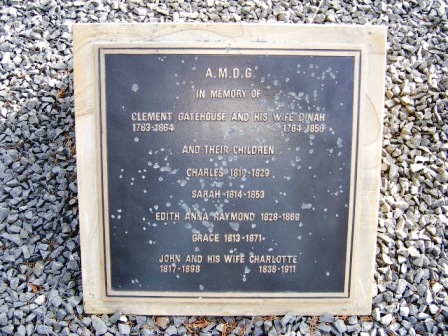 A.M.D.G.
IN MEMORY OF
CLEMENT GATEHOUSE AND HIS WIFE DINAH
1783-1864 1784 1850
AND THEIR CHILDREN
CHARLES 1819-1829
SARAH 1814-1853
EDITH ANNA RAYMOND 1828-1869
GRACE 1813-1871
JOHN AND HIS WIFE CHARLOTTE
1817-1898 1838-1911